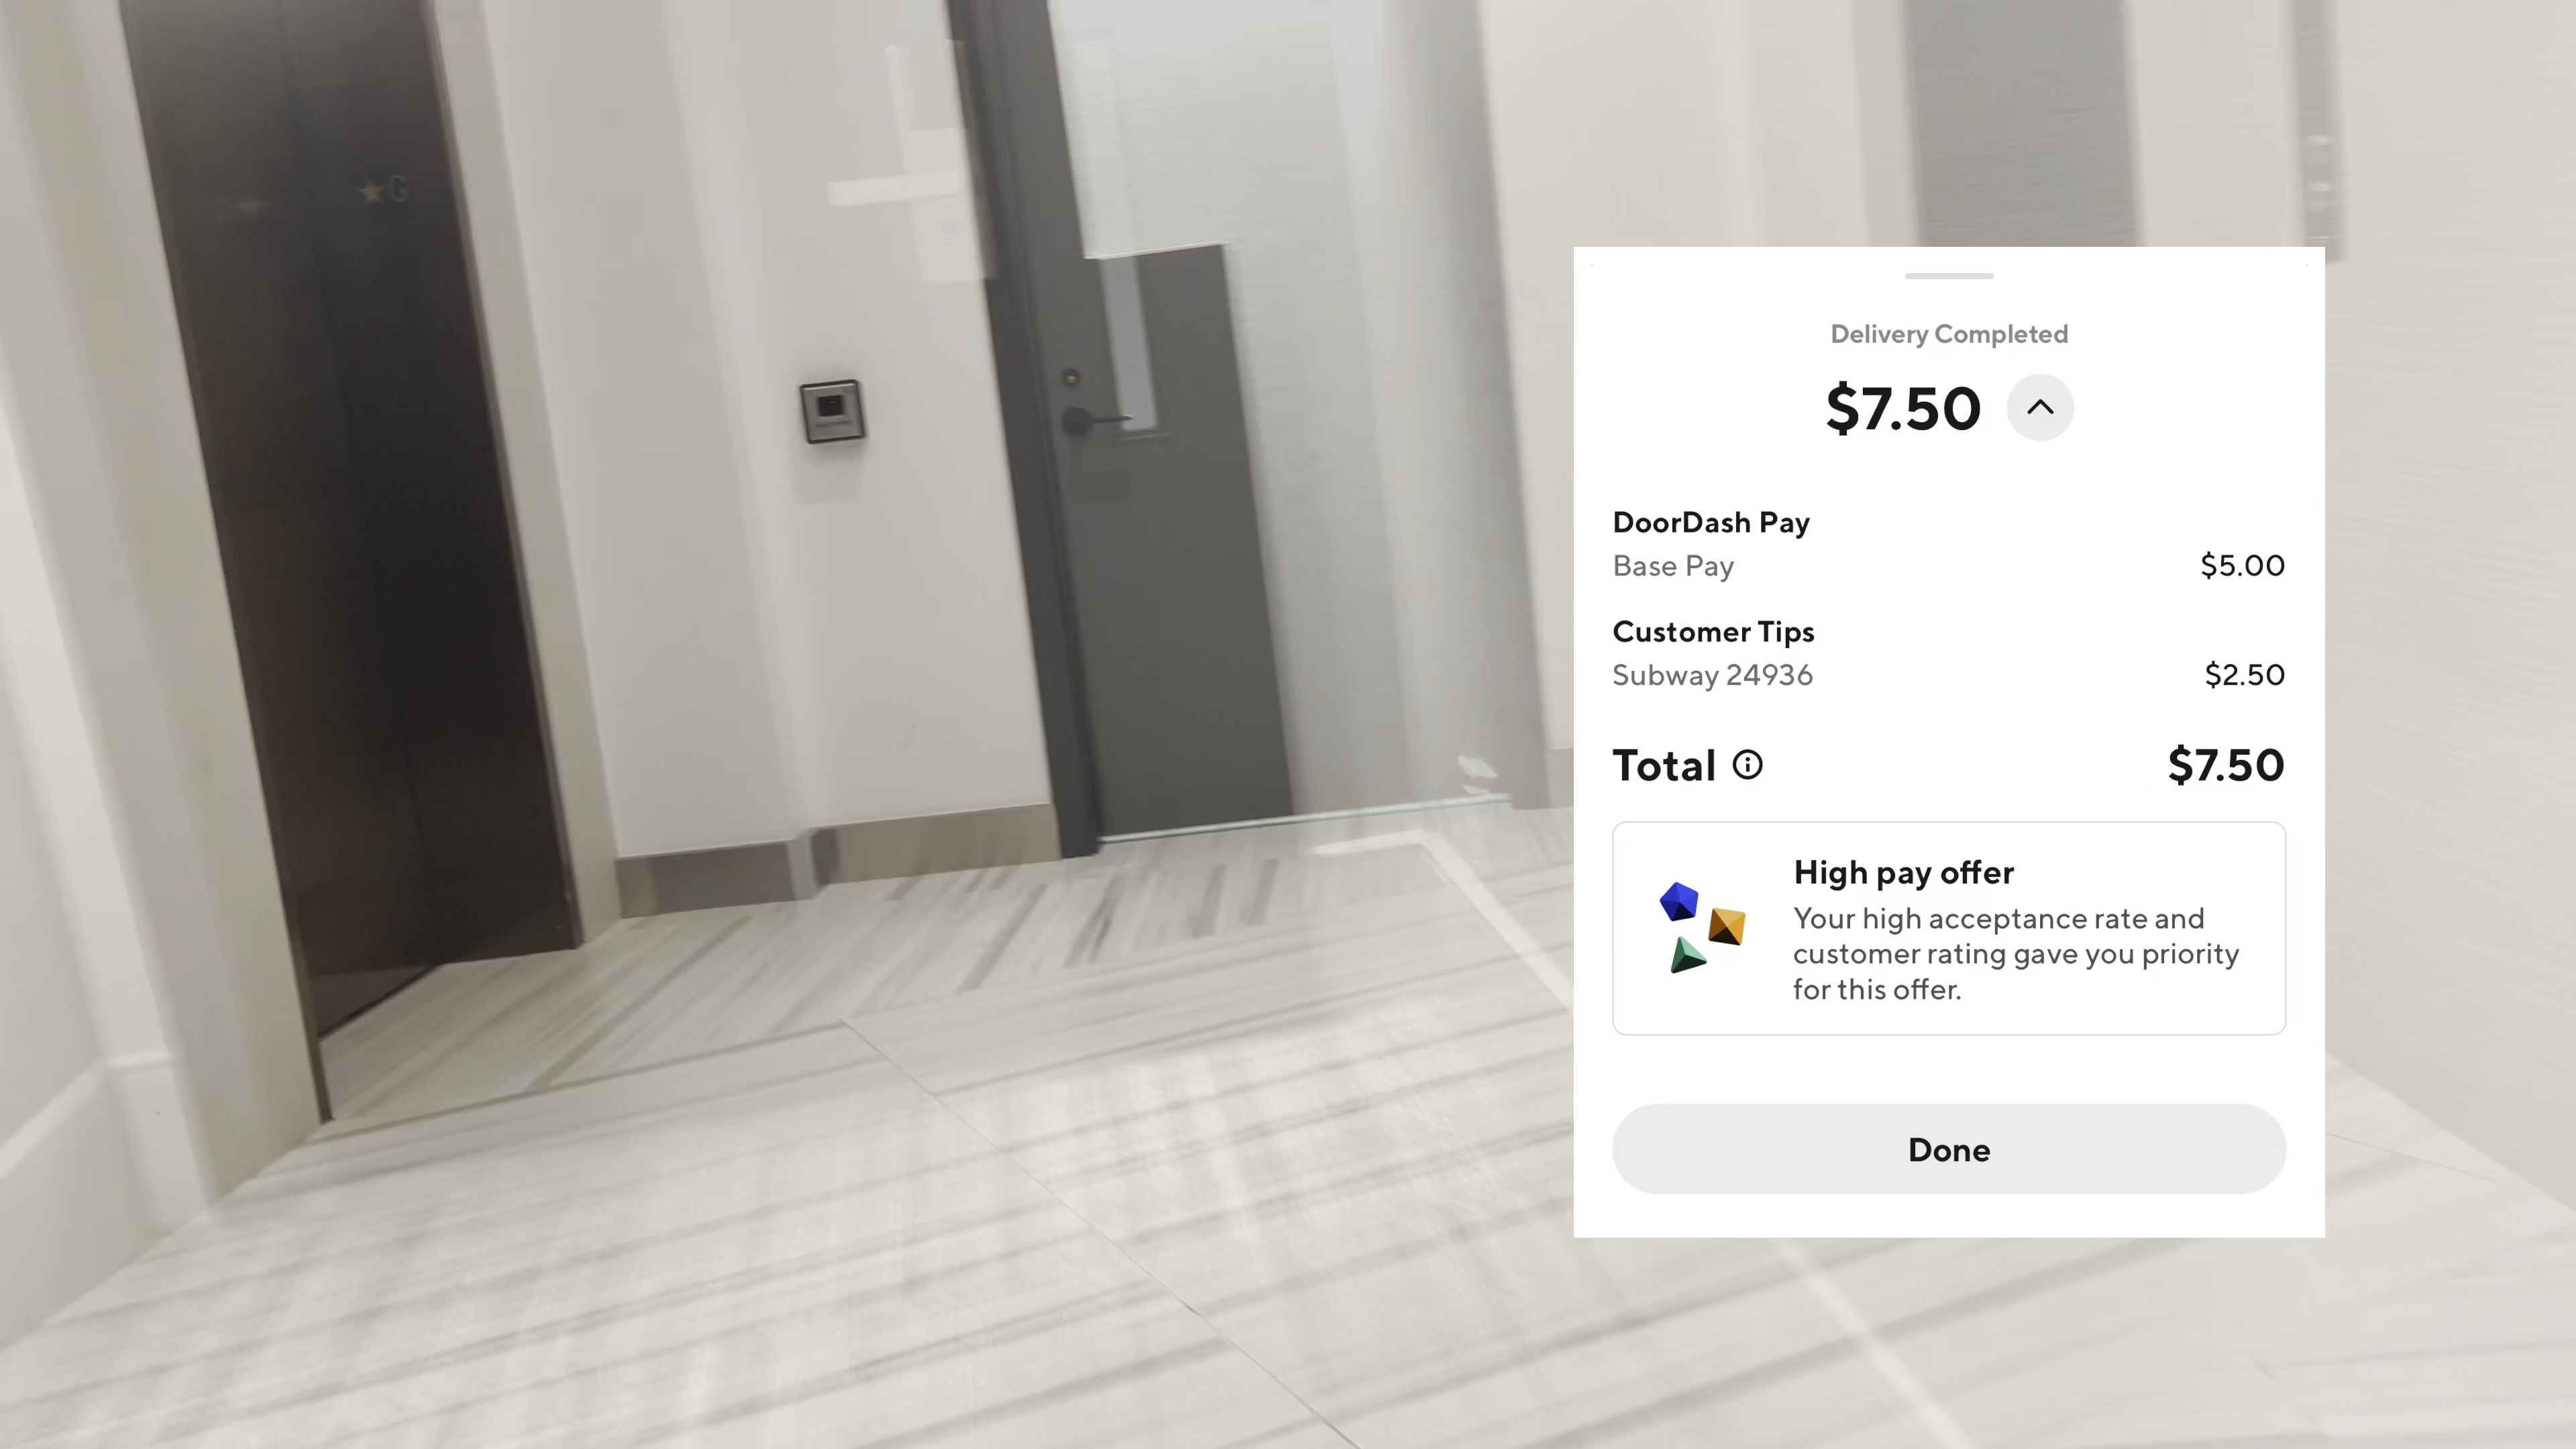 ★G
Delivery Completed
$7.50
DoorDash Pay
Base Pay $5.00
Customer Tips
Subway 24936 $2.50
Total $7.50
High pay offer
Your high acceptance rate and
customer rating gave you priority
for this offer.
Done